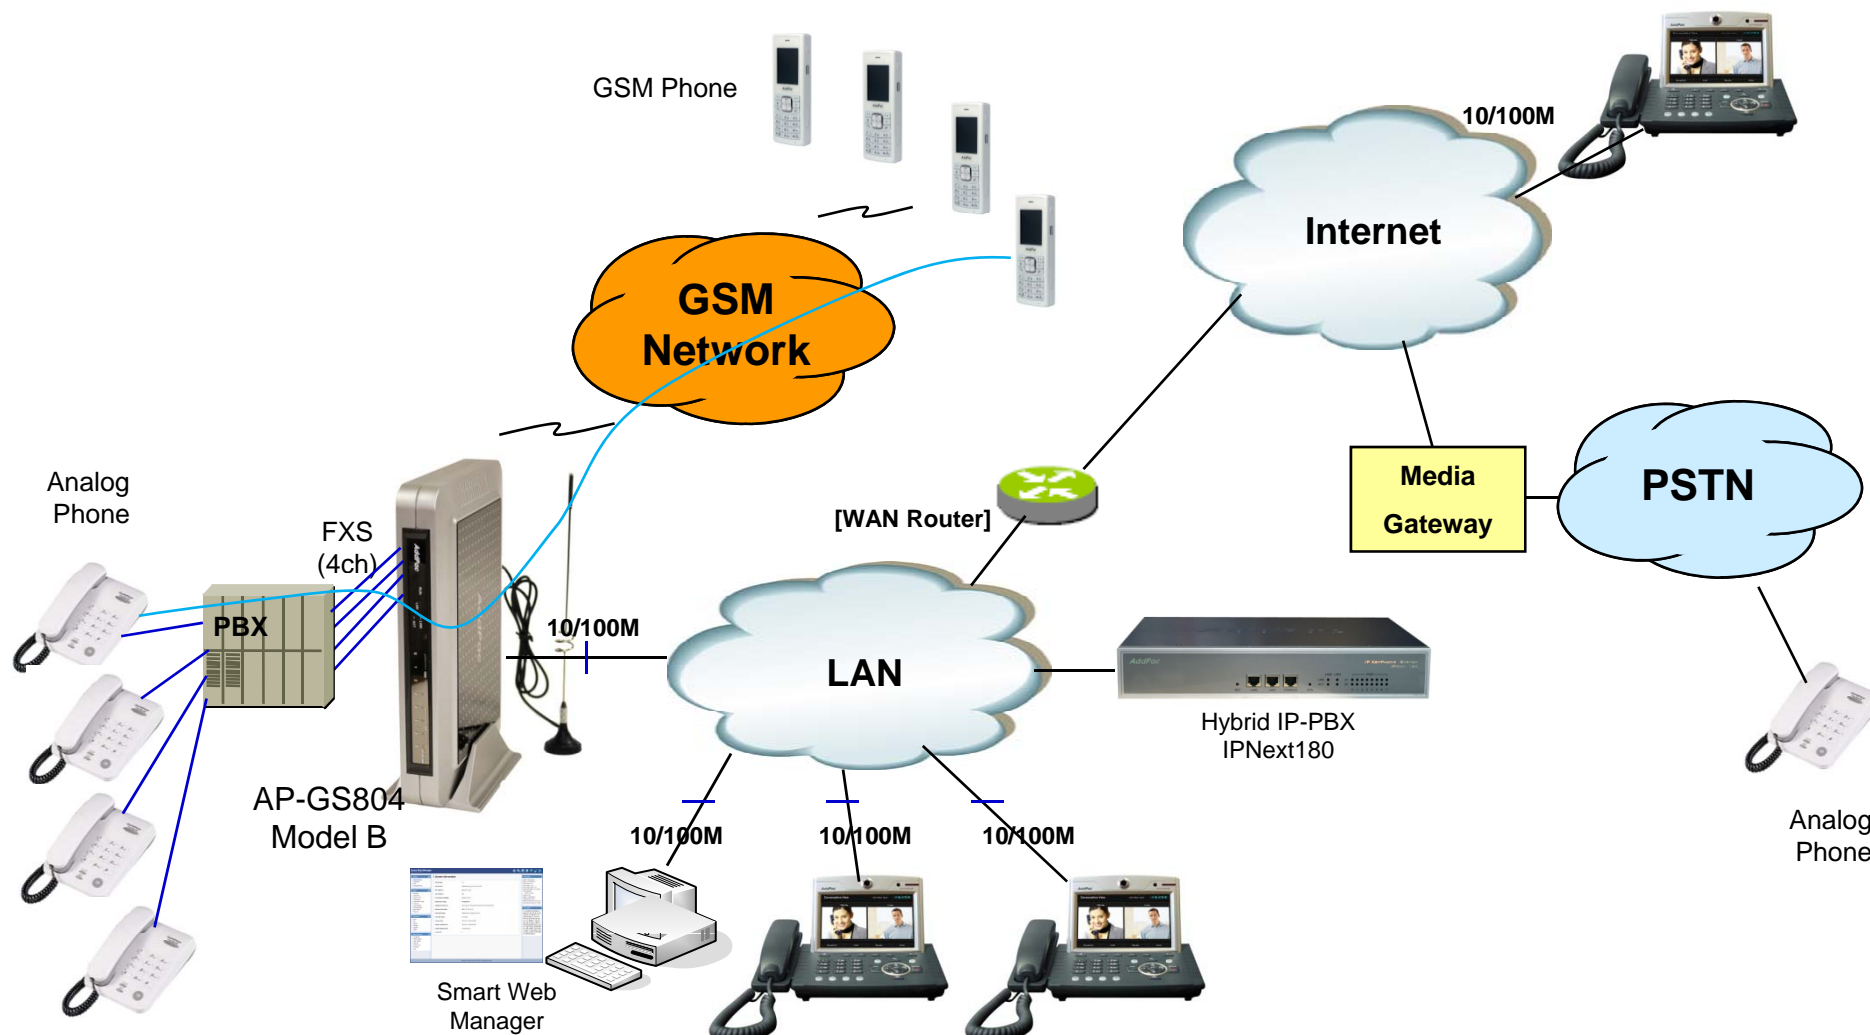 GSM Phone
10/100M
Internet
GSM
Network
Analog
Phone
FXS
(4ch)
PBX
AddPac
[WAN Router]
Media
Gateway
PSTN
10/100M
LAN
AddPac
Hybrid IP-PBX
IPNext180
AP-GS804
Model B
10/100M
10/100M
10/100M
Analog
Phone
Smart Web
Manager